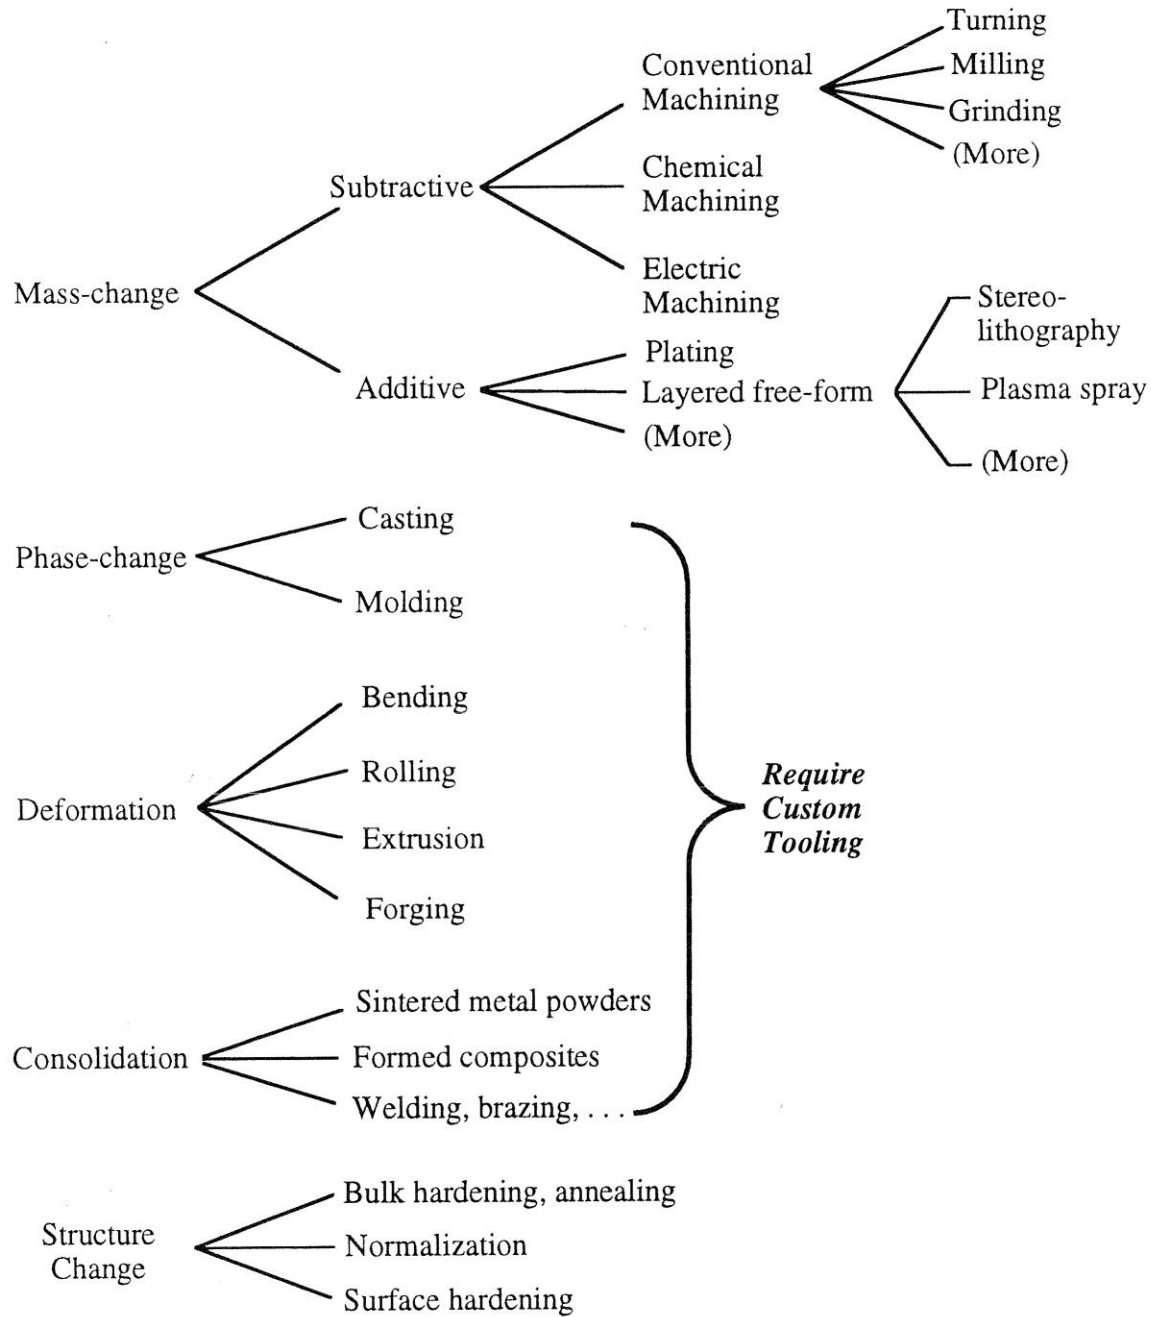 Turning
Conventional
Machining
Milling
Grinding
(More)
Subtractive
Chemical
Machining
Mass-change
Electric
Machining
Stereo-
lithography
Plating
Additive
Layered free-form
Plasma spray
(More)
(More)
Phase-change
Casting
Molding
Bending
Rolling
Deformation
Extrusion
Forging
Require
Custom
Tooling
Sintered metal powders
Consolidation
Formed composites
Welding, brazing, . . .
Bulk hardening, annealing
Structure
Change
Normalization
Surface hardening